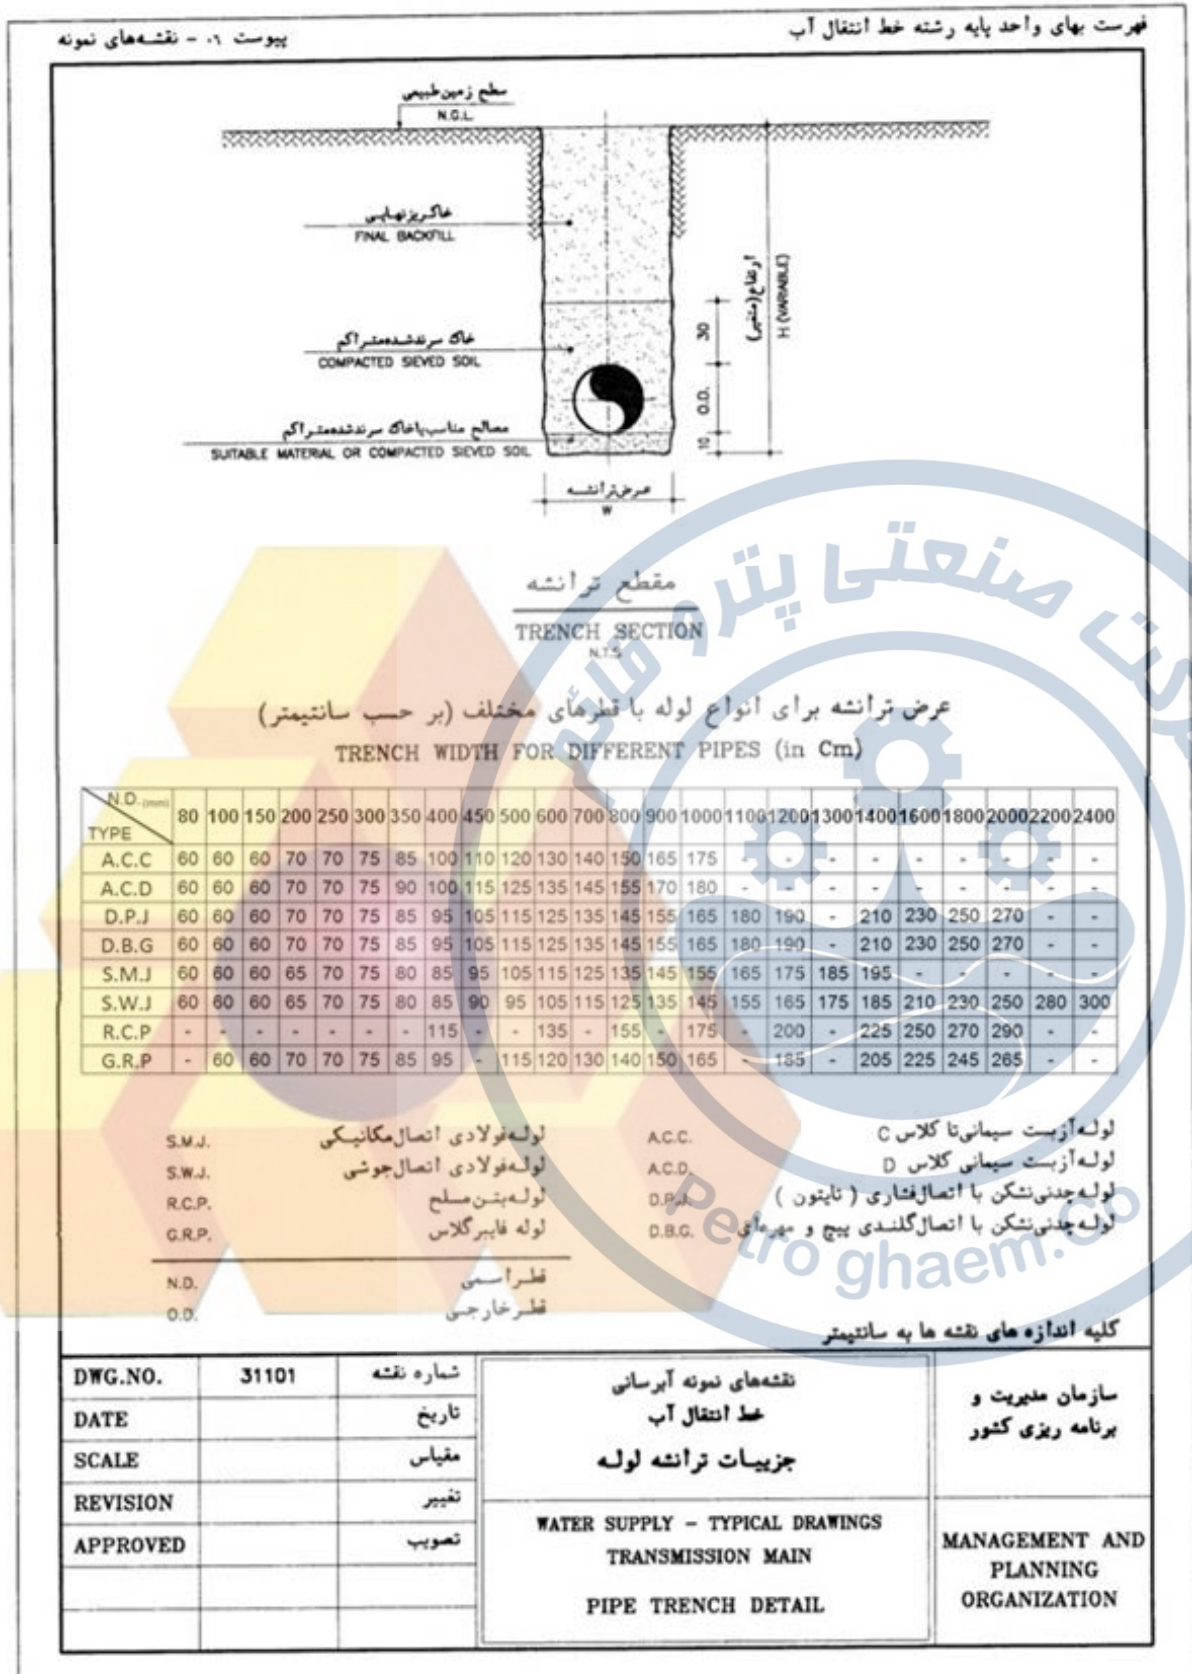 فهرست بهای واحد پایه رشته خط انتقال آب
پیوست ۶. - نقشه‌های نمونه
سطح زمین طبیعی
N.G.L.
خاکریز نهایی
FINAL BACKFILL
خاک سرند شده متراکم
COMPACTED SIEVED SOIL
مصالح مناسب یا خاک سرند شده متراکم
SUITABLE MATERIAL OR COMPACTED SIEVED SOIL
30
O.D.
10
ارتفاع (متغیر)
H (VARIABLE)
عرض ترانشه
W
مقطع ترانشه
TRENCH SECTION
N.T.S
عرض ترانشه برای انواع لوله با قطرهای مختلف (بر حسب سانتیمتر)
TRENCH WIDTH FOR DIFFERENT PIPES (in Cm)
N.D. (mm) TYPE 80 100 150 200 250 300 350 400 450 500 600 700 800 900 1000 1100 1200 1300 1400 1600 1800 2000 2200 2400
A.C.C 60 60 60 70 70 75 85 100 110 120 130 140 150 165 175 - - - - - - - - -
A.C.D 60 60 60 70 70 75 90 100 115 125 135 145 155 170 180 - - - - - - - - -
D.P.J 60 60 60 70 70 75 85 95 105 115 125 135 145 155 165 180 190 - 210 230 250 270 - -
D.B.G 60 60 60 70 70 75 85 95 105 115 125 135 145 155 165 180 190 - 210 230 250 270 - -
S.M.J 60 60 60 65 70 75 80 85 95 105 115 125 135 145 155 165 175 185 195 - - - - -
S.W.J 60 60 60 65 70 75 80 85 90 95 105 115 125 135 145 155 165 175 185 210 230 250 280 300
R.C.P - - - - - - - 115 - - 135 - 155 - 175 - 200 - 225 250 270 290 - -
G.R.P - 60 60 70 70 75 85 95 - 115 120 130 140 150 165 - 185 - 205 225 245 265 - -
لوله آزبست سیمانی تا کلاس C A.C.C.
لوله آزبست سیمانی کلاس D A.C.D.
لوله چدنی نشکن با اتصال فشاری ( تایتون ) D.P.J.
لوله چدنی نشکن با اتصال گلندی پیچ و مهره‌ای D.B.G.
لوله فولادی اتصال مکانیکی S.M.J.
لوله فولادی اتصال جوشی S.W.J.
لوله بتن مسلح R.C.P.
لوله فایبرگلاس G.R.P.
قطر اسمی N.D.
قطر خارجی O.D.
کلیه اندازه های نقشه ها به سانتیمتر
سازمان مدیریت و
برنامه ریزی کشور
MANAGEMENT AND
PLANNING
ORGANIZATION
نقشه‌های نمونه آبرسانی
خط انتقال آب
جزییات ترانشه لوله
WATER SUPPLY - TYPICAL DRAWINGS
TRANSMISSION MAIN
PIPE TRENCH DETAIL
DWG.NO. 31101 شماره نقشه
DATE تاریخ
SCALE مقیاس
REVISION تغییر
APPROVED تصویب
شرکت صنعتی پترو قائم
Petro ghaem.co